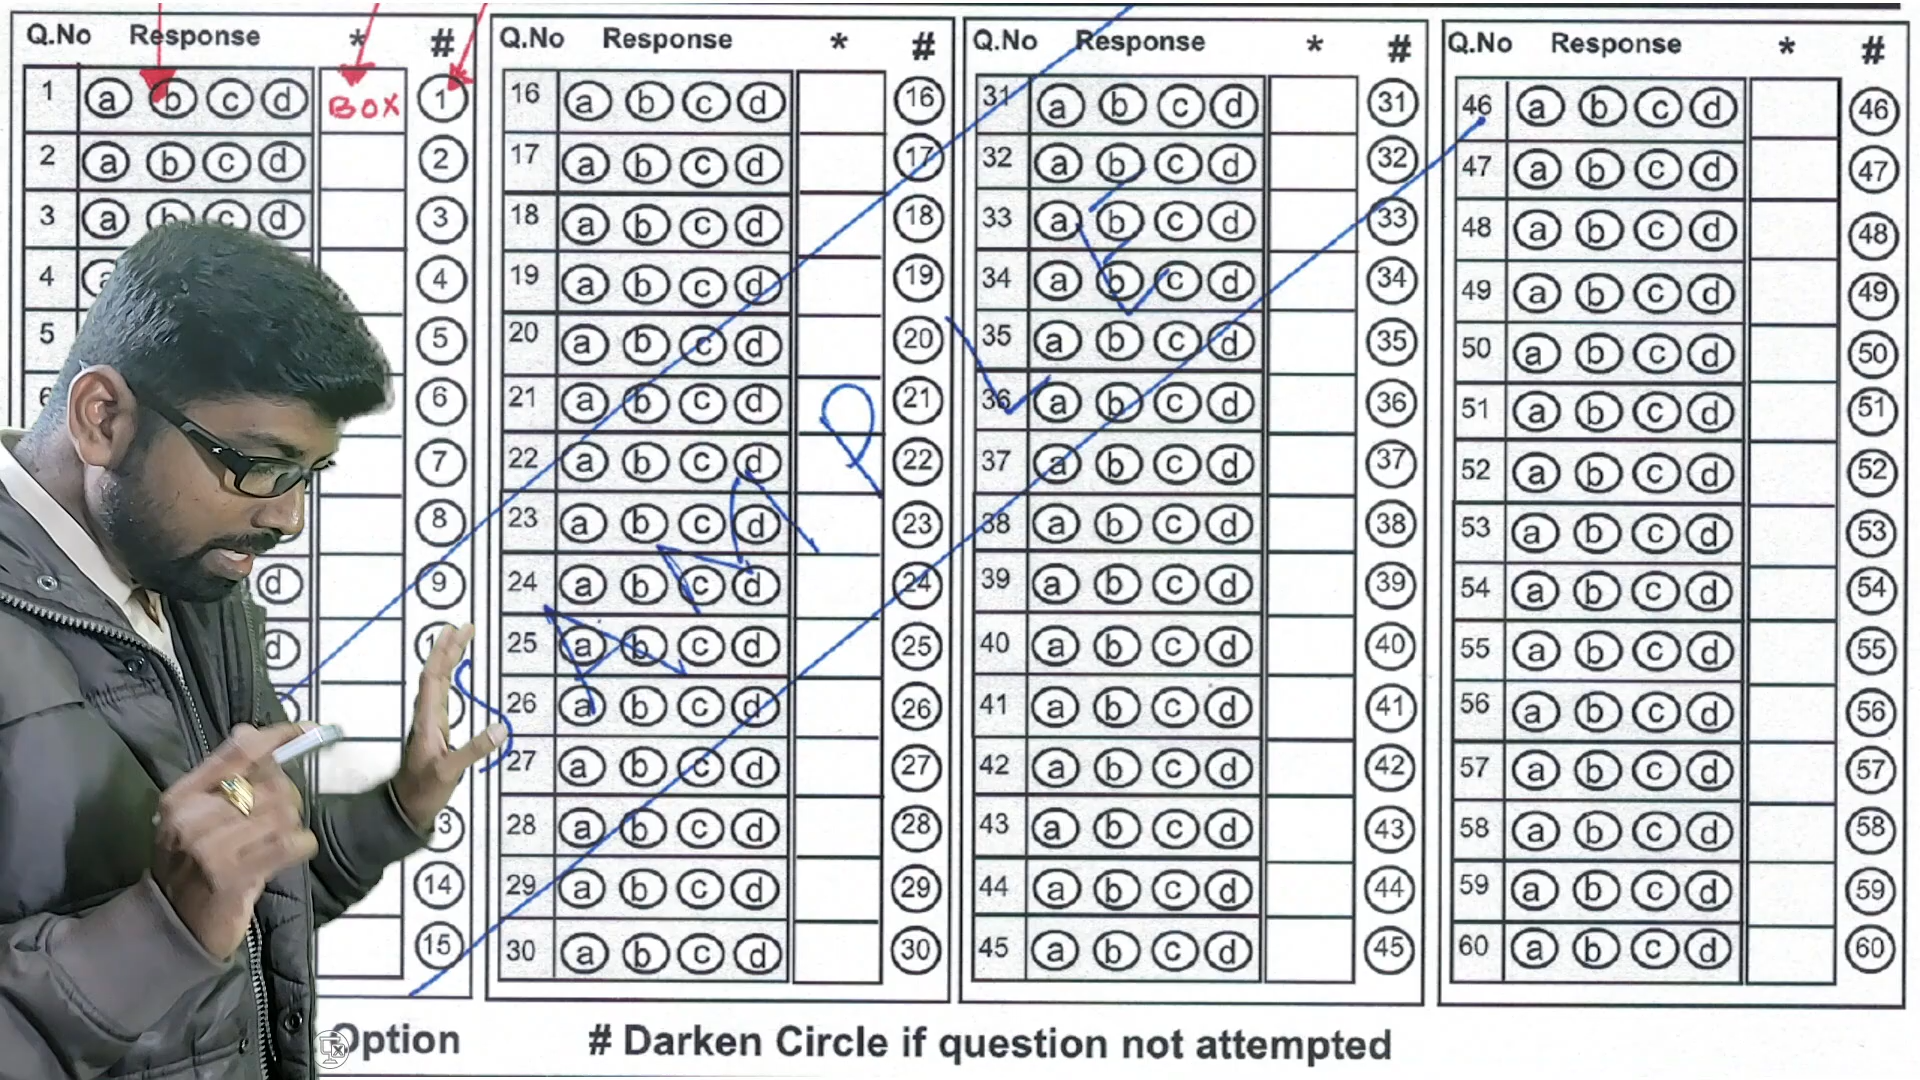 Q.No Response * #
1 a b c d BOX 1
2 a b c d 2
3 a b c d 3
4 a 4
5 5
6 6
7
8
d 9
d
14
15
Q.No Response * #
16 a b c d 16
17 a b c d 17
18 a b c d 18
19 a b c d 19
20 a b c d 20
21 a b c d 21
22 a b c d 22
23 a b c d 23
24 a b c d 24
25 a b c d 25
26 a b c d 26
27 a b c d 27
28 a b c d 28
29 a b c d 29
30 a b c d 30
Q.No Response * #
31 a b c d 31
32 a b c d 32
33 a b c d 33
34 a b c d 34
35 a b c d 35
36 a b c d 36
37 a b c d 37
38 a b c d 38
39 a b c d 39
40 a b c d 40
41 a b c d 41
42 a b c d 42
43 a b c d 43
44 a b c d 44
45 a b c d 45
Q.No Response * #
46 a b c d 46
47 a b c d 47
48 a b c d 48
49 a b c d 49
50 a b c d 50
51 a b c d 51
52 a b c d 52
53 a b c d 53
54 a b c d 54
55 a b c d 55
56 a b c d 56
57 a b c d 57
58 a b c d 58
59 a b c d 59
60 a b c d 60
SAMPLE
Option # Darken Circle if question not attempted